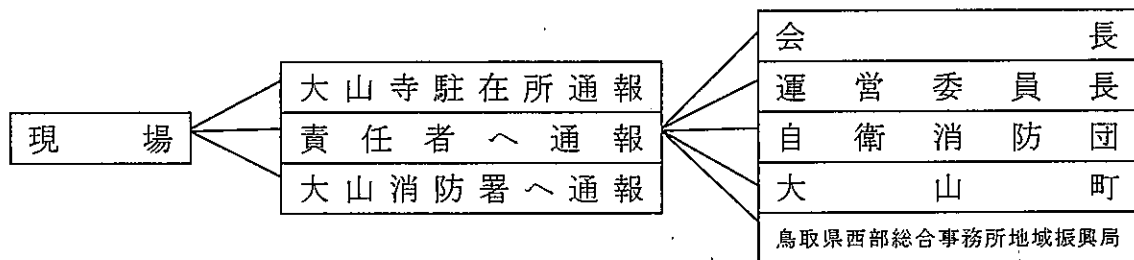 現場
大山寺駐在所通報
責任者へ通報
大山消防署へ通報
会長
運営委員長
自衛消防団
大山町
鳥取県西部総合事務所地域振興局